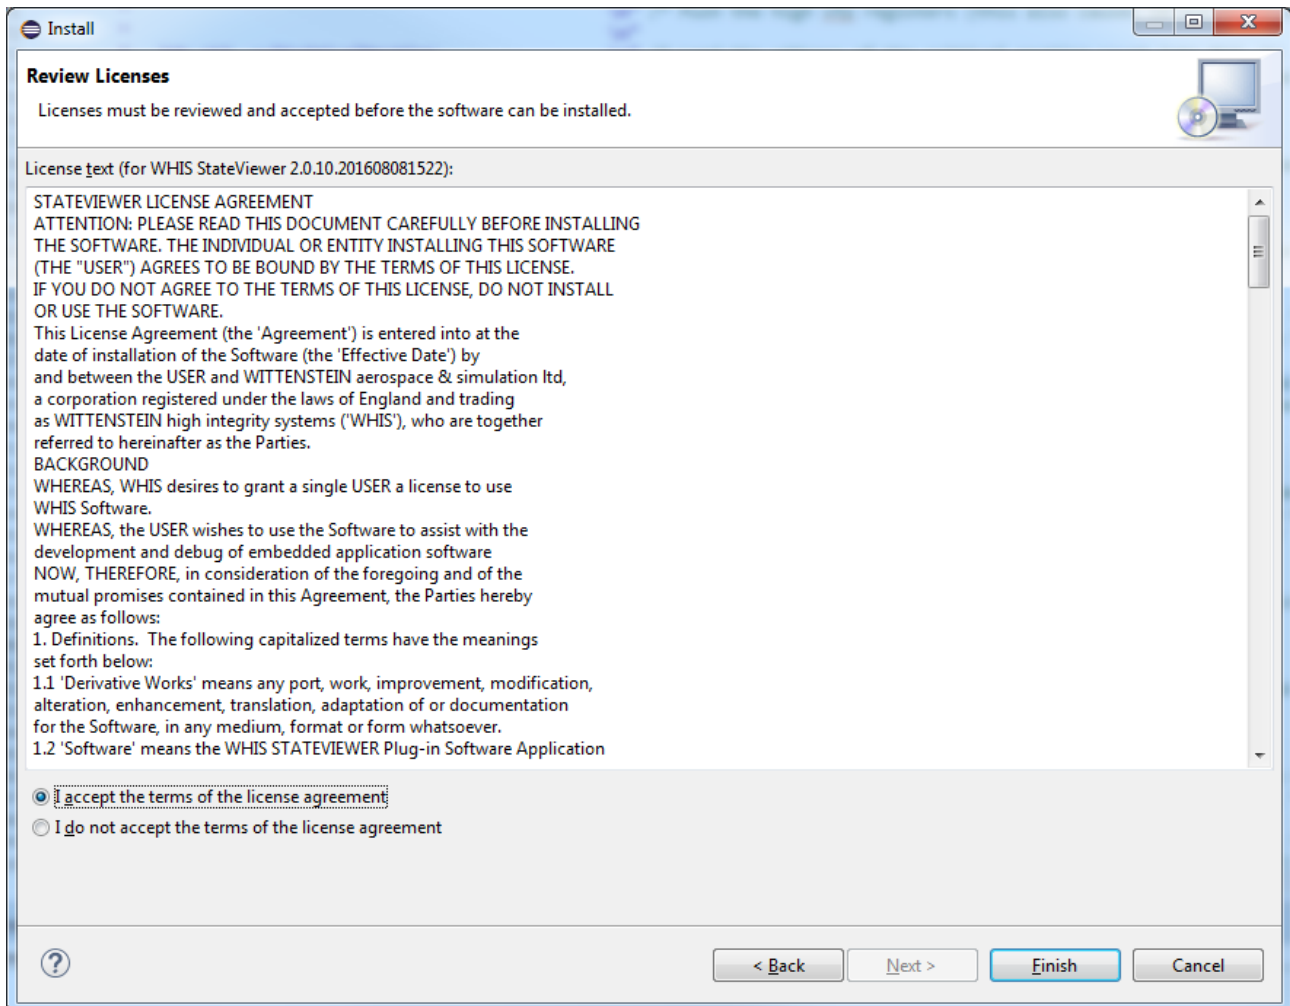 Install
Review Licenses
Licenses must be reviewed and accepted before the software can be installed.
License text (for WHIS StateViewer 2.0.10.201608081522):
STATEVIEWER LICENSE AGREEMENT
ATTENTION: PLEASE READ THIS DOCUMENT CAREFULLY BEFORE INSTALLING
THE SOFTWARE. THE INDIVIDUAL OR ENTITY INSTALLING THIS SOFTWARE
(THE "USER") AGREES TO BE BOUND BY THE TERMS OF THIS LICENSE.
IF YOU DO NOT AGREE TO THE TERMS OF THIS LICENSE, DO NOT INSTALL
OR USE THE SOFTWARE.
This License Agreement (the 'Agreement') is entered into at the
date of installation of the Software (the 'Effective Date') by
and between the USER and WITTENSTEIN aerospace & simulation ltd,
a corporation registered under the laws of England and trading
as WITTENSTEIN high integrity systems ('WHIS'), who are together
referred to hereinafter as the Parties.
BACKGROUND
WHEREAS, WHIS desires to grant a single USER a license to use
WHIS Software.
WHEREAS, the USER wishes to use the Software to assist with the
development and debug of embedded application software
NOW, THEREFORE, in consideration of the foregoing and of the
mutual promises contained in this Agreement, the Parties hereby
agree as follows:
1. Definitions.  The following capitalized terms have the meanings
set forth below:
1.1 'Derivative Works' means any port, work, improvement, modification,
alteration, enhancement, translation, adaptation of or documentation
for the Software, in any medium, format or form whatsoever.
1.2 'Software' means the WHIS STATEVIEWER Plug-in Software Application
I accept the terms of the license agreement
I do not accept the terms of the license agreement
< Back Next > Finish Cancel